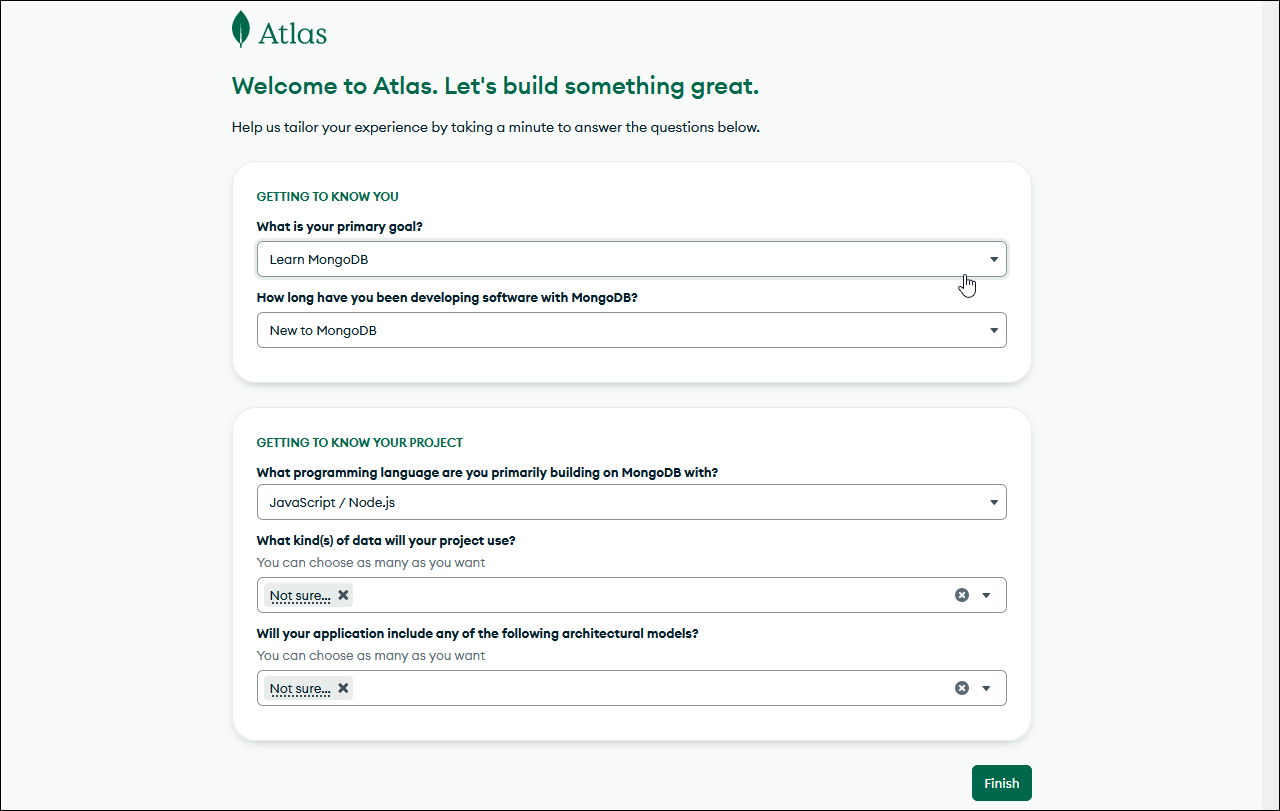 Atlas
Welcome to Atlas. Let's build something great.
Help us tailor your experience by taking a minute to answer the questions below.
GETTING TO KNOW YOU
What is your primary goal?
Learn MongoDB
How long have you been developing software with MongoDB?
New to MongoDB
GETTING TO KNOW YOUR PROJECT
What programming language are you primarily building on MongoDB with?
JavaScript / Node.js
What kind(s) of data will your project use?
You can choose as many as you want
Not sure...
Will your application include any of the following architectural models?
You can choose as many as you want
Not sure...
Finish